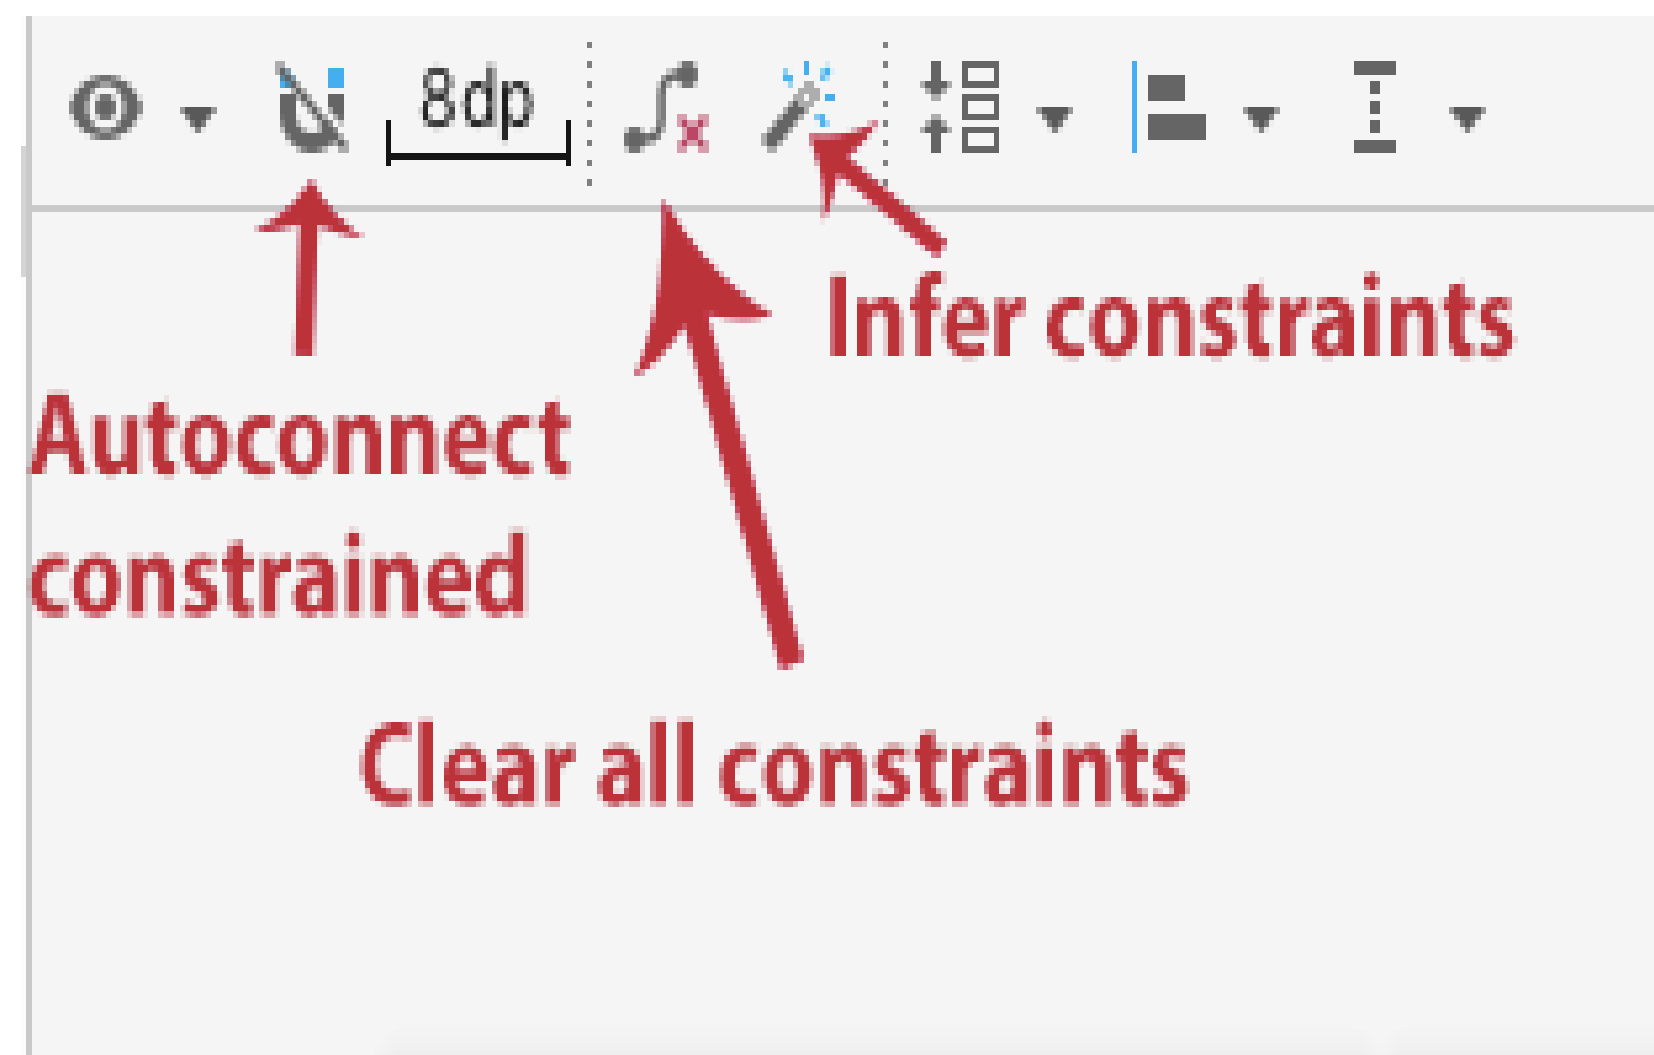 8dp
Infer constraints
Autoconnect
constrained
Clear all constraints